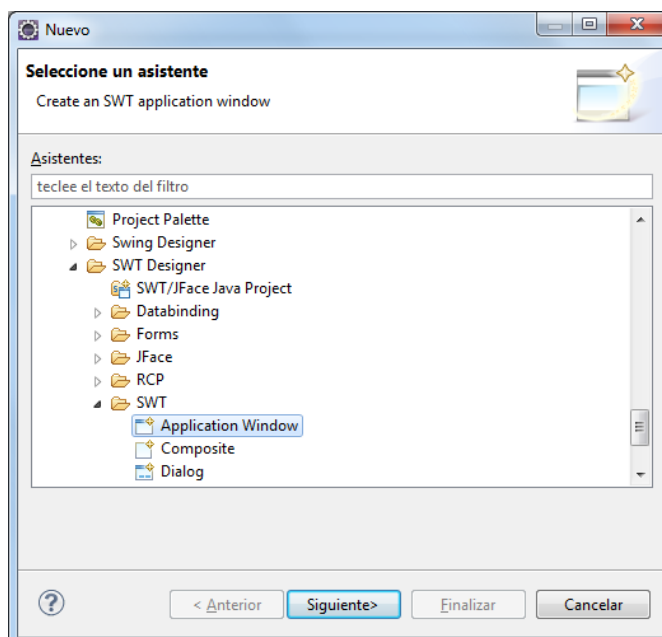 Nuevo
Seleccione un asistente
Create an SWT application window
Asistentes:
teclee el texto del filtro
Project Palette
Swing Designer
SWT Designer
SWT/JFace Java Project
Databinding
Forms
JFace
RCP
SWT
Application Window
Composite
Dialog
? < Anterior Siguiente> Finalizar Cancelar